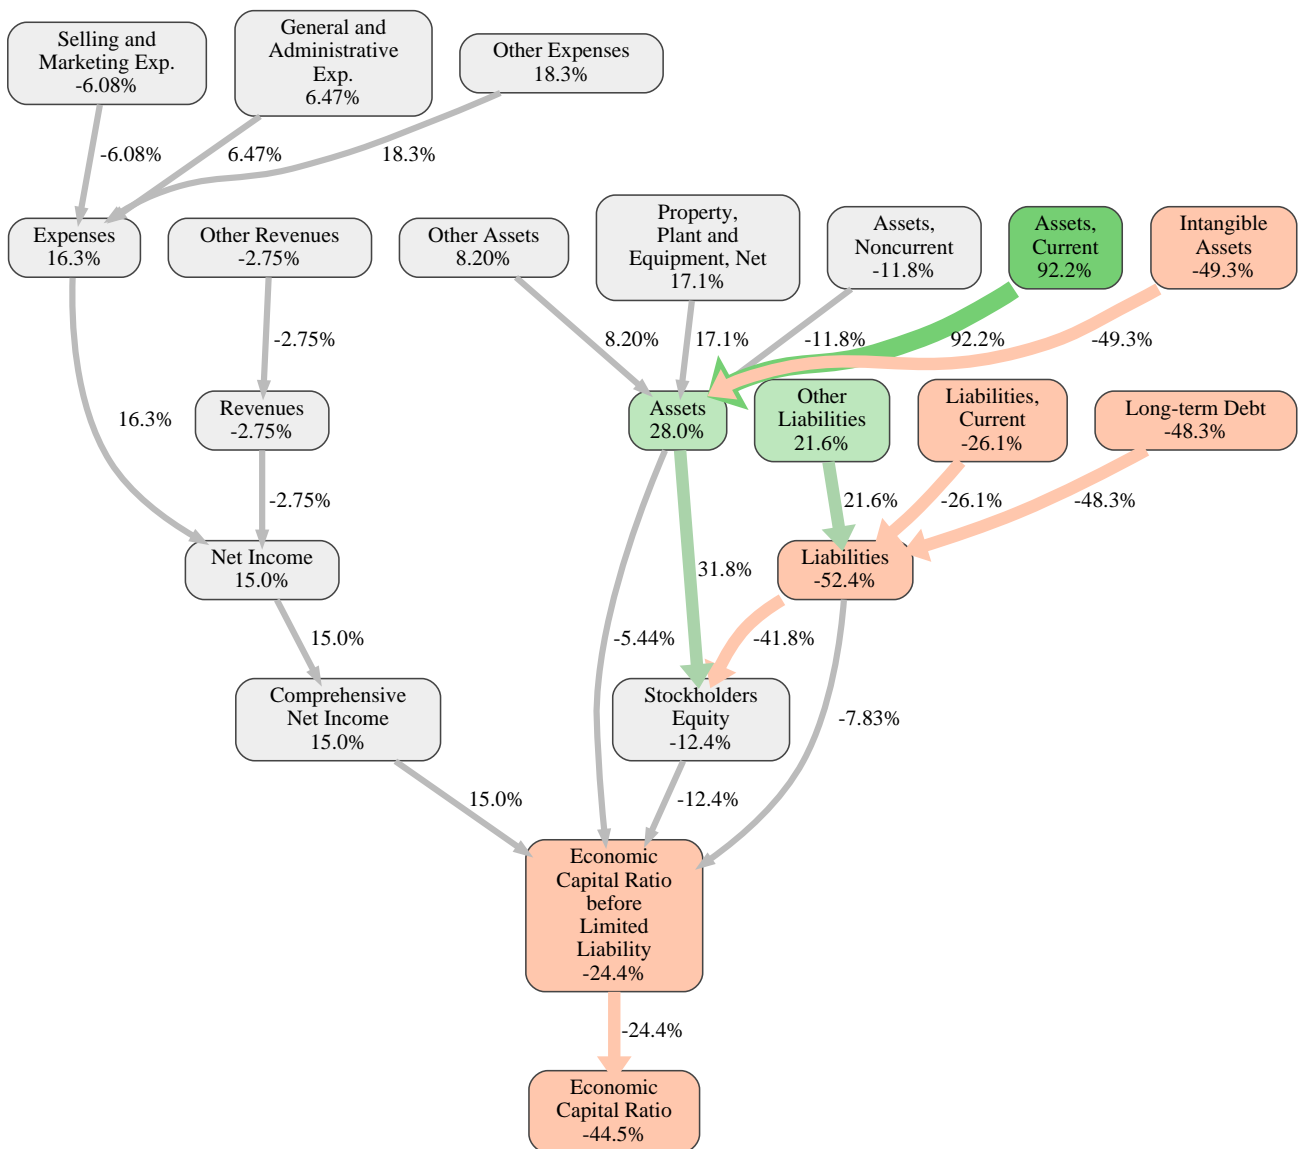 Selling and
Marketing Exp.
-6.08%
General and
Administrative
Exp.
6.47%
Other Expenses
18.3%
-6.08%
6.47%
18.3%
Expenses
16.3%
Other Revenues
-2.75%
Other Assets
8.20%
Property,
Plant and
Equipment, Net
17.1%
Assets,
Noncurrent
-11.8%
Assets,
Current
92.2%
Intangible
Assets
-49.3%
-2.75%
8.20%
17.1%
-11.8%
92.2%
-49.3%
16.3%
Revenues
-2.75%
Assets
28.0%
Other
Liabilities
21.6%
Liabilities,
Current
-26.1%
Long-term Debt
-48.3%
-2.75%
21.6%
-26.1%
-48.3%
Net Income
15.0%
31.8%
Liabilities
-52.4%
15.0%
-5.44%
-41.8%
Comprehensive
Net Income
15.0%
Stockholders
Equity
-12.4%
-7.83%
15.0%
-12.4%
Economic
Capital Ratio
before
Limited
Liability
-24.4%
-24.4%
Economic
Capital Ratio
-44.5%